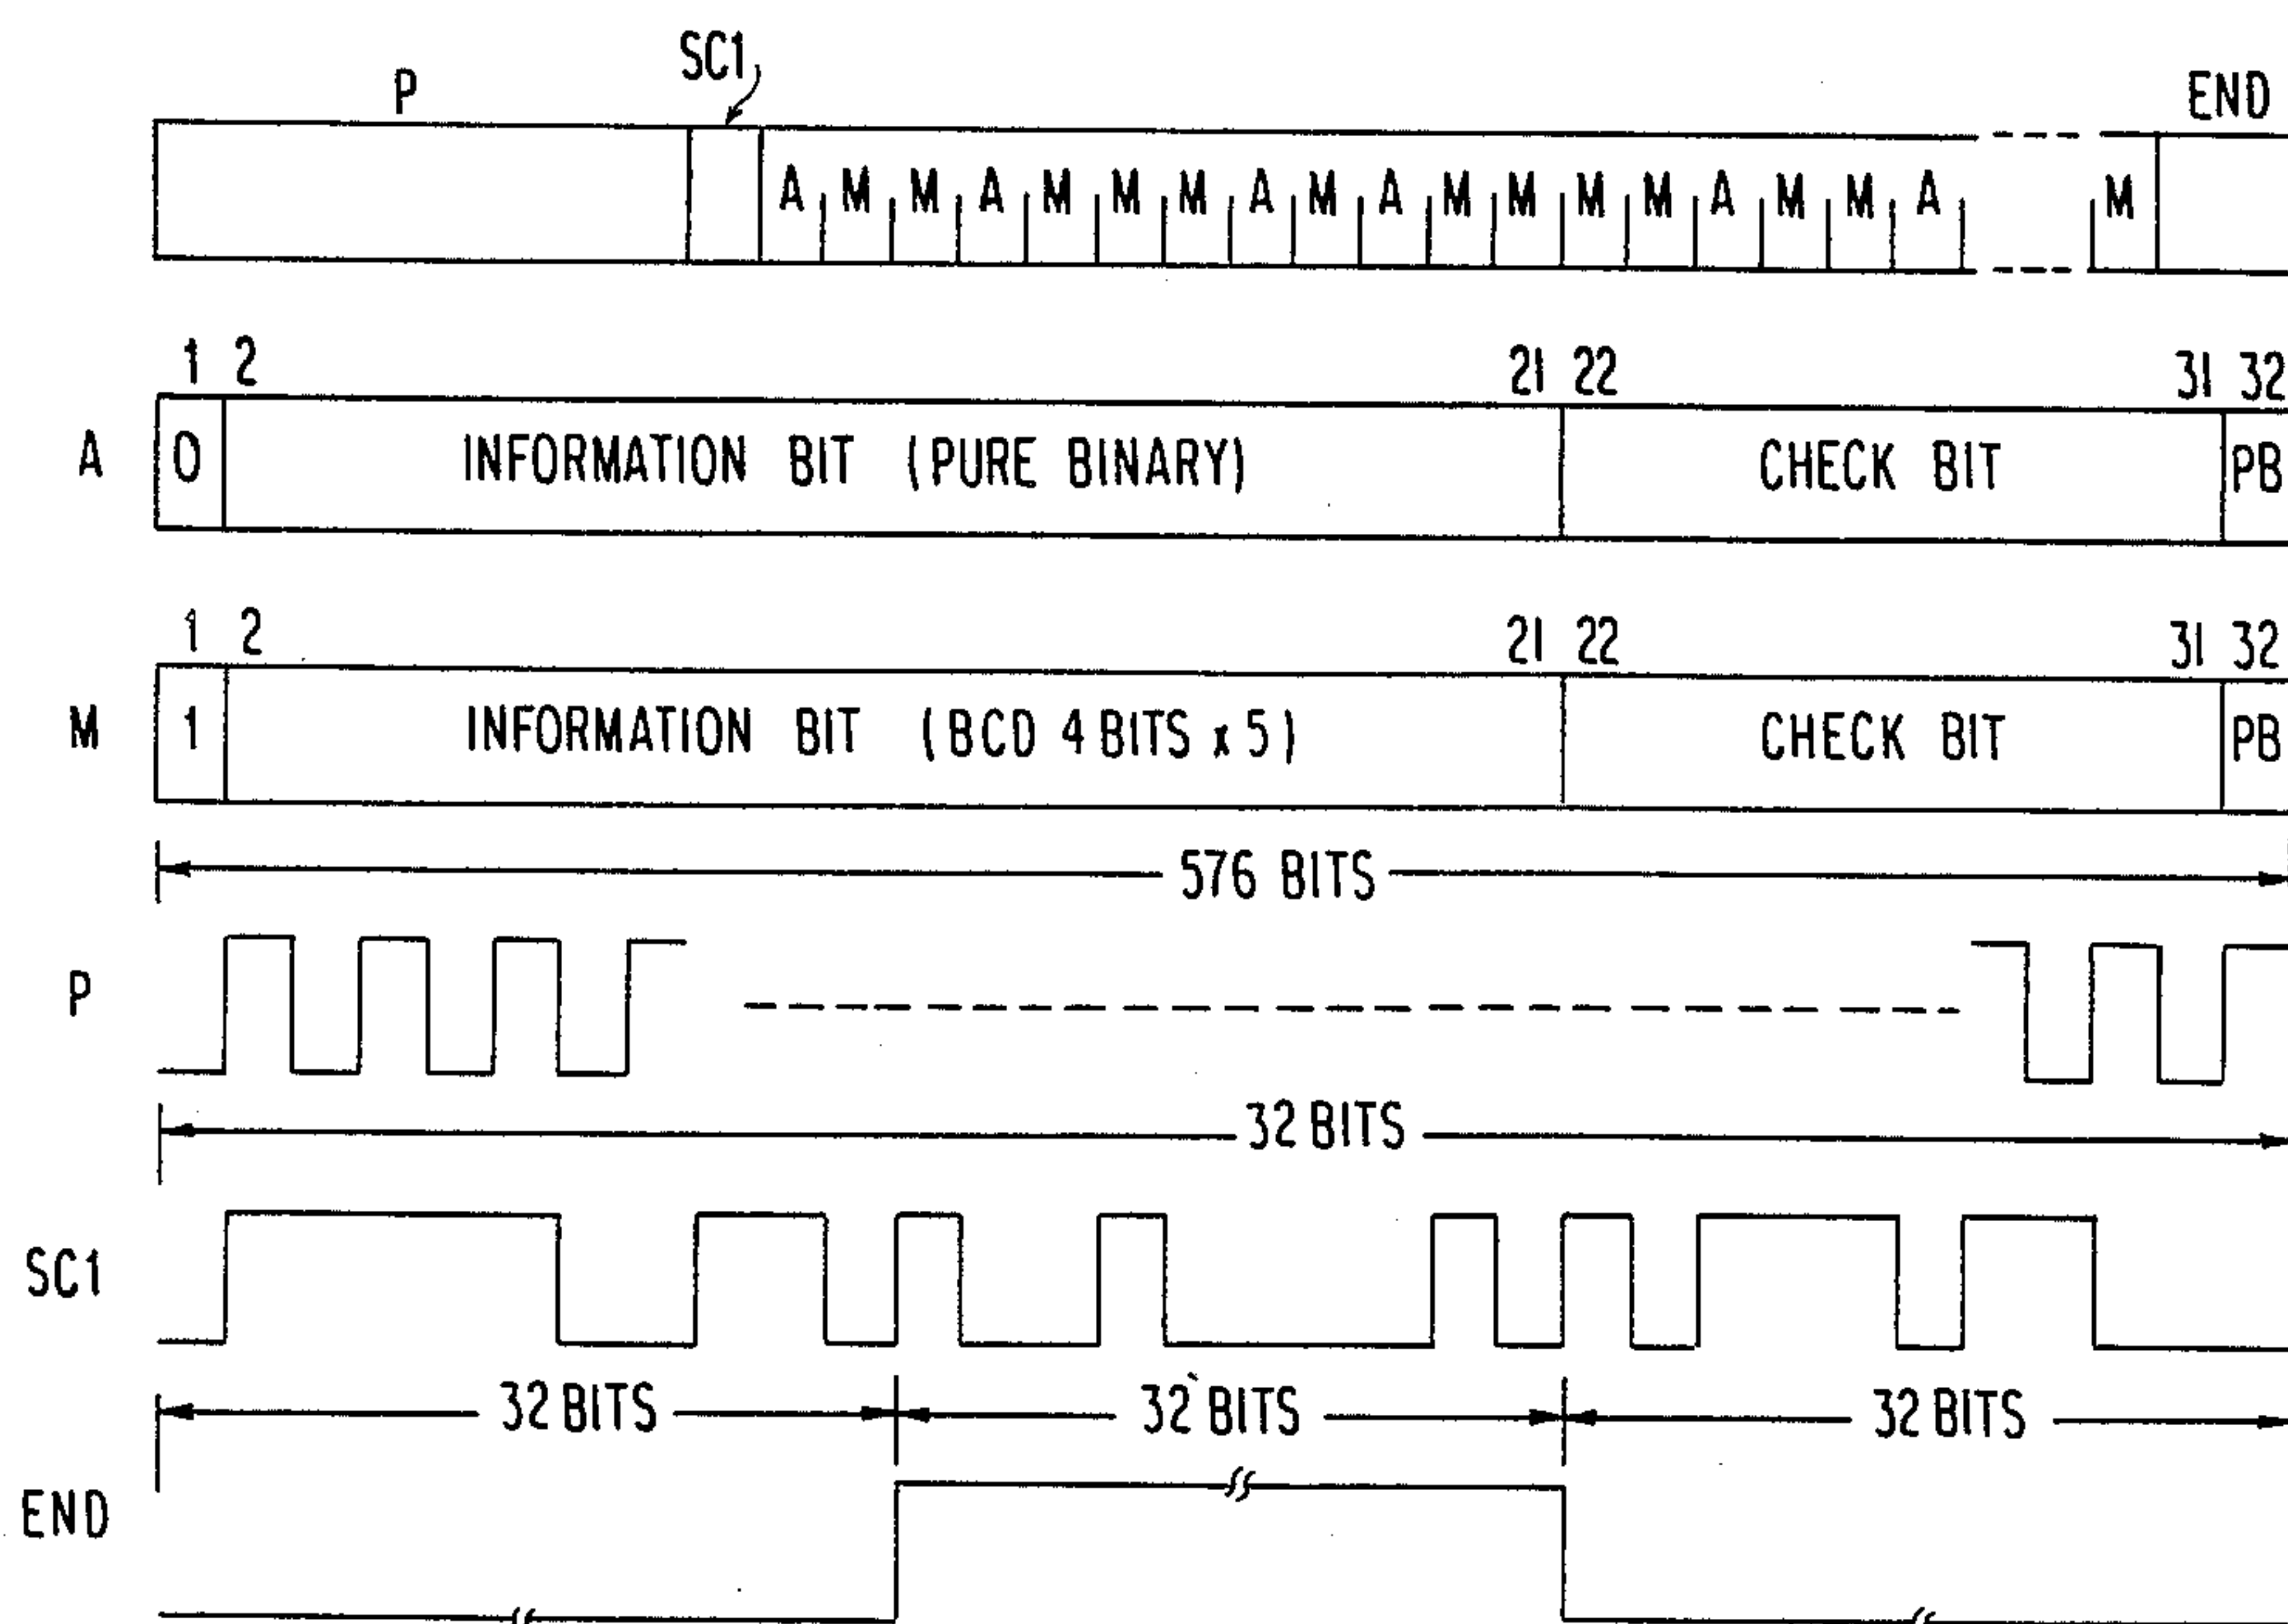 P SC1 END
A M M A M M M A M A M M M M A M M A M
1 2 21 22 31 32
A 0 INFORMATION BIT (PURE BINARY) CHECK BIT PB
1 2 21 22 31 32
M 1 INFORMATION BIT (BCD 4 BITS x 5) CHECK BIT PB
576 BITS
P
32 BITS
SC1
32 BITS 32 BITS 32 BITS
END